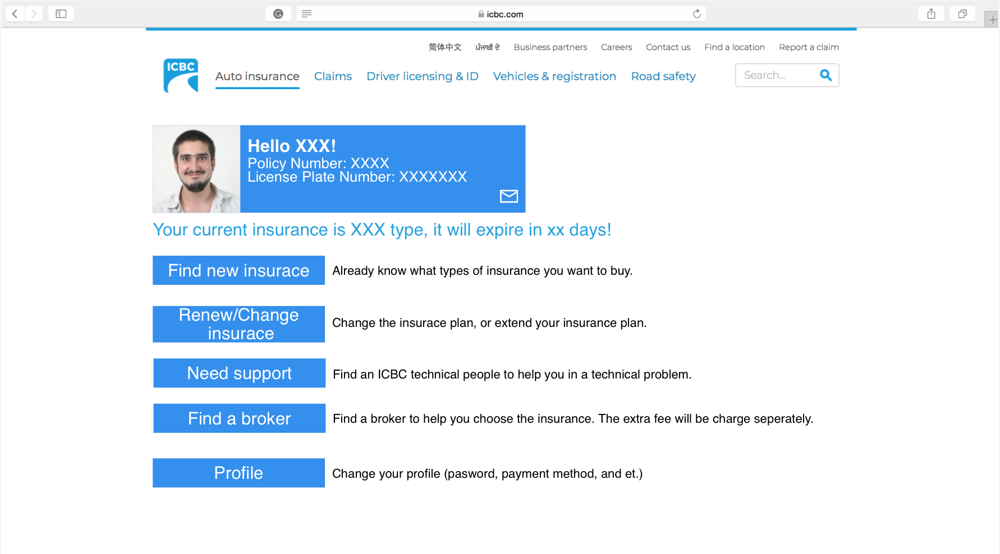 icbc.com
简体中文 ਪੰਜਾਬੀ ਦੇ Business partners Careers Contact us Find a location Report a claim
ICBC
Auto insurance Claims Driver licensing & ID Vehicles & registration Road safety Search...
Hello XXX!
Policy Number: XXXX
License Plate Number: XXXXXXX
Your current insurance is XXX type, it will expire in xx days!
Find new insurace Already know what types of insurance you want to buy.
Renew/Change
insurace
Change the insurace plan, or extend your insurance plan.
Need support Find an ICBC technical people to help you in a technical problem.
Find a broker Find a broker to help you choose the insurance. The extra fee will be charge seperately.
Profile Change your profile (pasword, payment method, and et.)